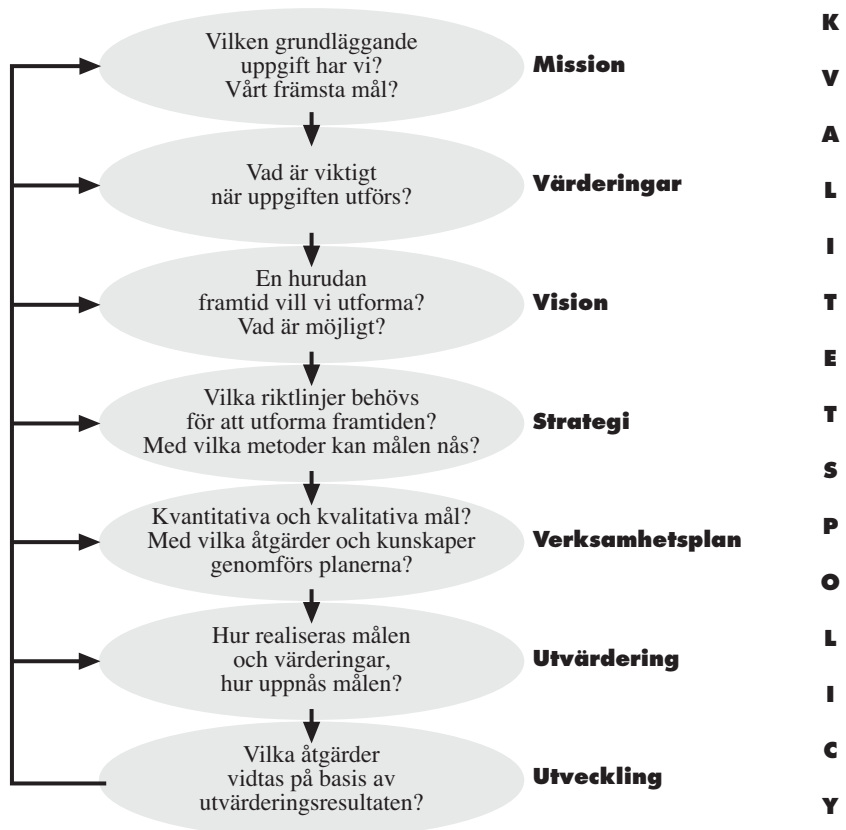 Vilken grundläggande
uppgift har vi?
Vårt främsta mål?
Mission
Vad är viktigt
när uppgiften utförs?
Värderingar
En hurudan
framtid vill vi utforma?
Vad är möjligt?
Vision
Vilka riktlinjer behövs
för att utforma framtiden?
Med vilka metoder kan målen nås?
Strategi
Kvantitativa och kvalitativa mål?
Med vilka åtgärder och kunskaper
genomförs planerna?
Verksamhetsplan
Hur realiseras målen
och värderingar,
hur uppnås målen?
Utvärdering
Vilka åtgärder
vidtas på basis av
utvärderingsresultaten?
Utveckling
K
V
A
L
I
T
E
T
S
P
O
L
I
C
Y